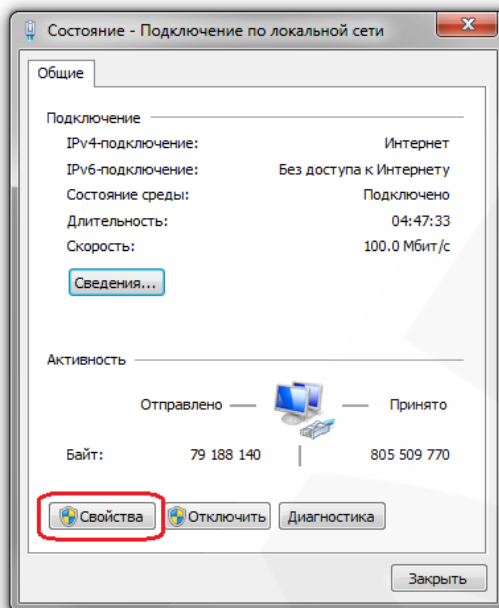 Состояние - Подключение по локальной сети
Общие
Подключение
IPv4-подключение: Интернет
IPv6-подключение: Без доступа к Интернету
Состояние среды: Подключено
Длительность: 04:47:33
Скорость: 100.0 Мбит/с
Сведения...
Активность
Отправлено — — Принято
Байт: 79 188 140 | 805 509 770
Свойства Отключить Диагностика
Закрыть